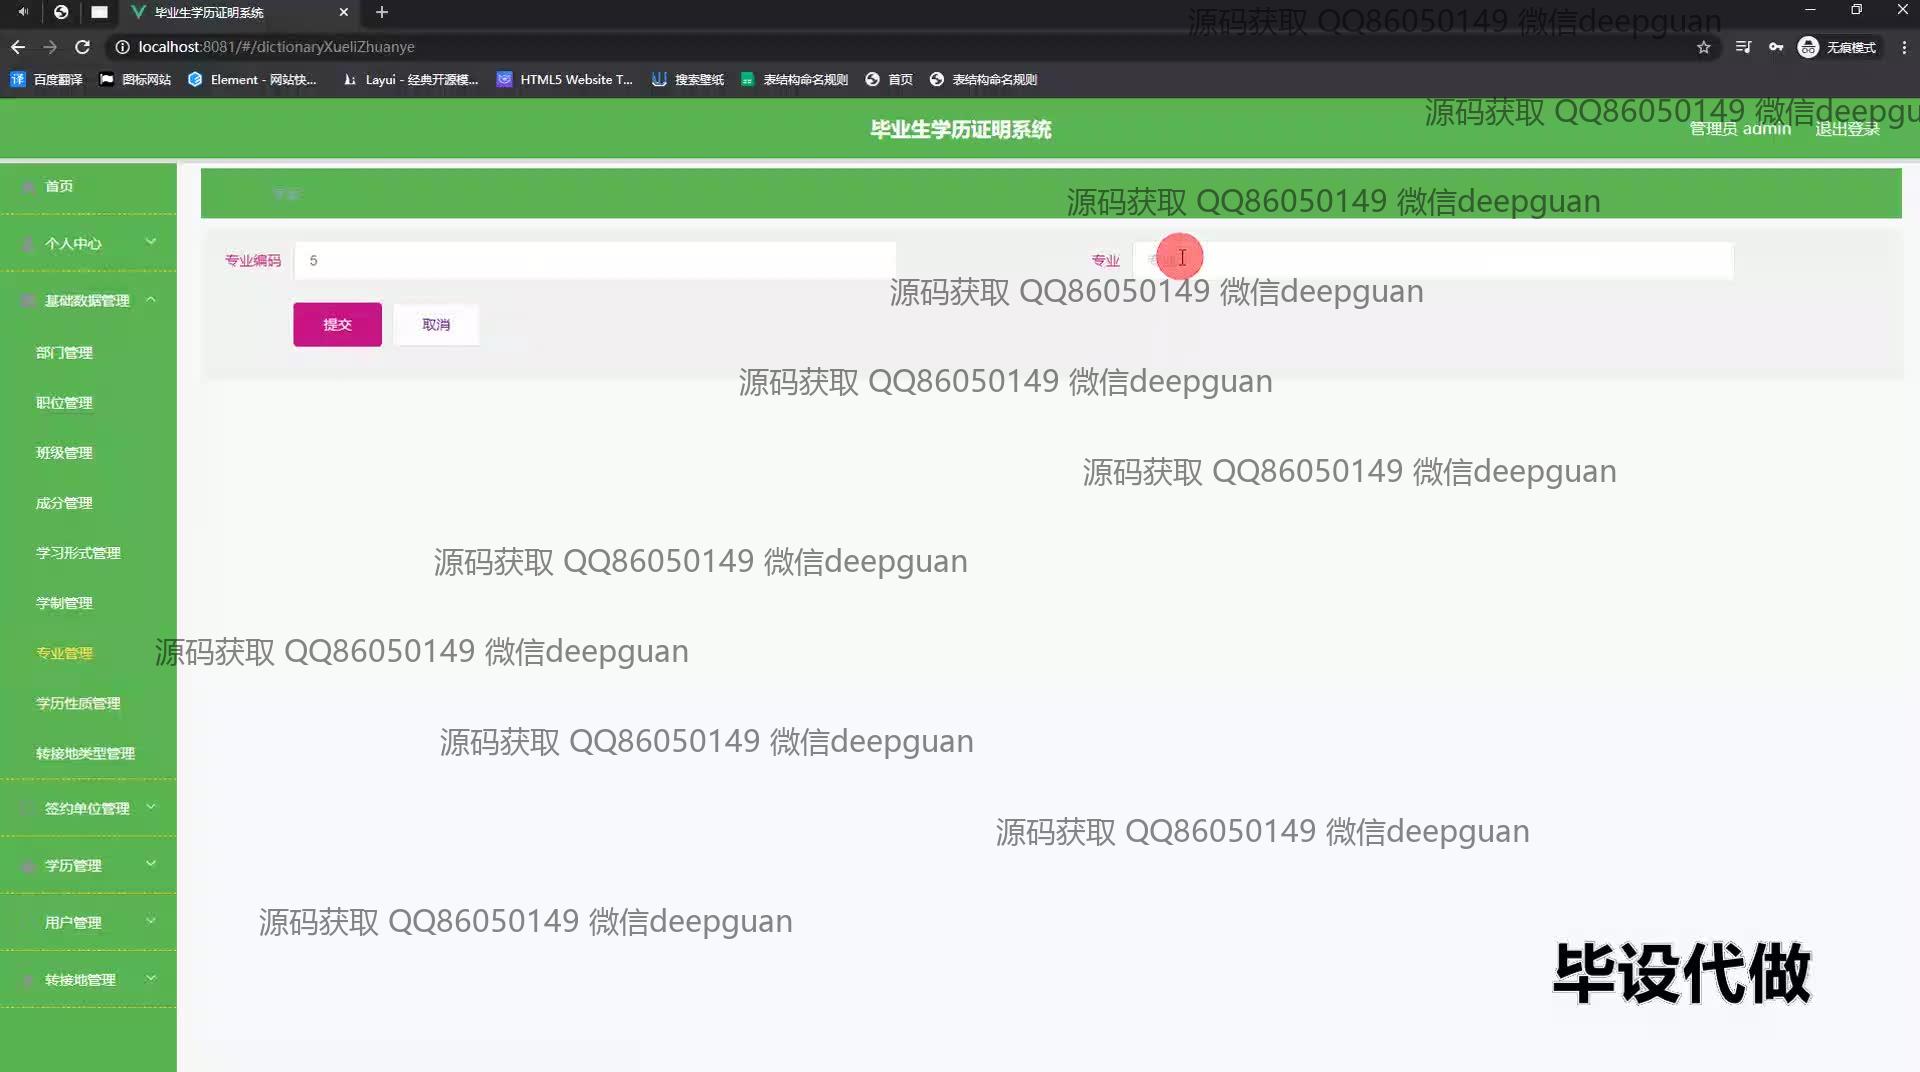 毕业生学历证明系统
localhost:8081/#/dictionaryXueliZhuanye
无痕模式
百度翻译
图标网站
Element - 网站快...
Layui - 经典开源模...
HTML5 Website T...
搜索壁纸
表结构命名规则
首页
表结构命名规则
源码获取 QQ86050149 微信deepguan
毕业生学历证明系统
管理员 admin
退出登录
源码获取 QQ86050149 微信deepgu
首页
源码获取 QQ86050149 微信deepguan
个人中心
专业编码
5
专业
源码获取 QQ86050149 微信deepguan
基础数据管理
提交
取消
部门管理
源码获取 QQ86050149 微信deepguan
职位管理
班级管理
源码获取 QQ86050149 微信deepguan
成分管理
学习形式管理
源码获取 QQ86050149 微信deepguan
学制管理
专业管理
源码获取 QQ86050149 微信deepguan
学历性质管理
源码获取 QQ86050149 微信deepguan
转接地类型管理
签约单位管理
源码获取 QQ86050149 微信deepguan
学历管理
用户管理
源码获取 QQ86050149 微信deepguan
转接地管理
毕设代做